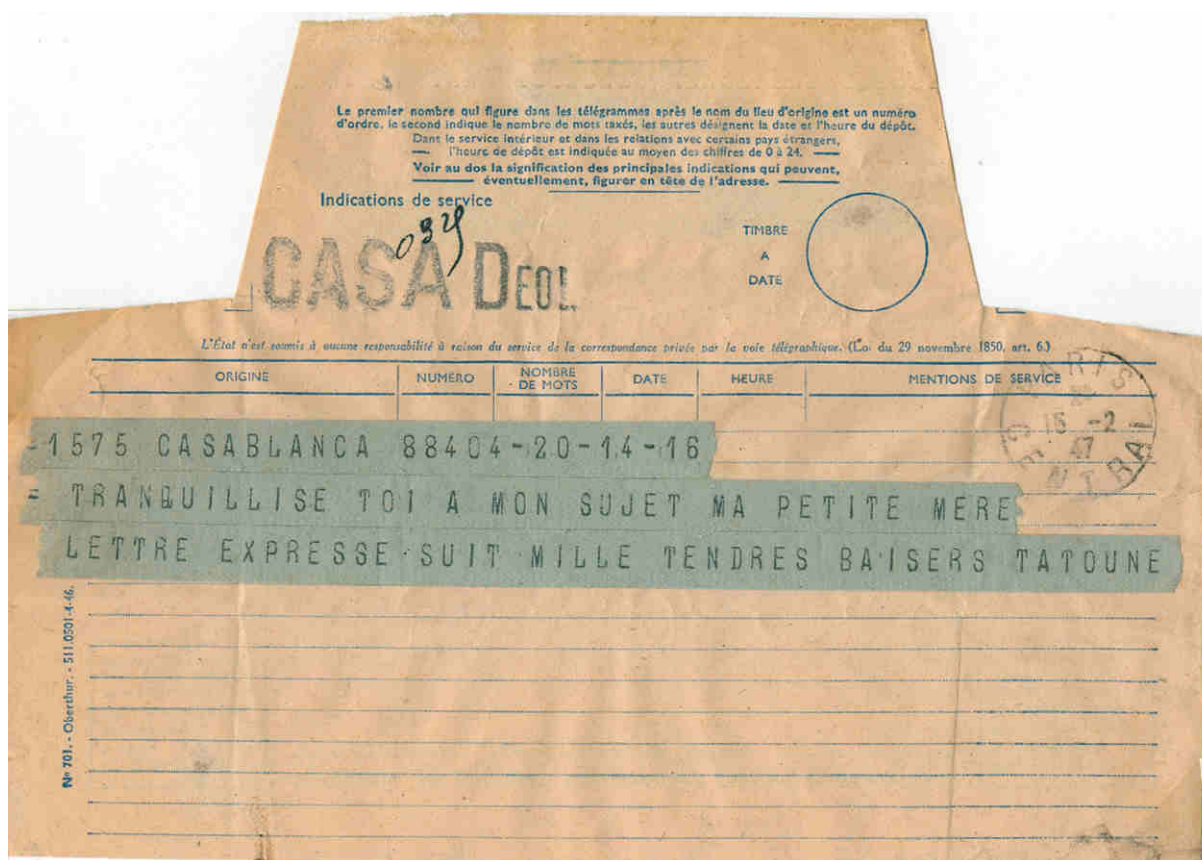 Le premier nombre qui figure dans les télégrammes après le nom du lieu d'origine est un numéro
d'ordre, le second indique le nombre de mots taxés, les autres désignent la date et l'heure du dépôt.
Dans le service intérieur et dans les relations avec certains pays étrangers,
l'heure de dépôt est indiquée au moyen des chiffres de 0 à 24.
Voir au dos la signification des principales indications qui peuvent,
éventuellement, figurer en tête de l'adresse.
Indications de service
TIMBRE
A
DATE
CASA DEOL.
L'État n'est soumis à aucune responsabilité à raison du service de la correspondance privée par la voie télégraphique. (Loi du 29 novembre 1850, art. 6.)
ORIGINE NUMÉRO NOMBRE DE MOTS DATE HEURE MENTIONS DE SERVICE
PARIS
15 -2
47
CENTRAL
-1575 CASABLANCA 88404-20-14-16
= TRANQUILLISE TOI A MON SUJET MA PETITE MERE
LETTRE EXPRESSE SUIT MILLE TENDRES BAISERS TATOUNE
Nº 701. - Oberthur. - 511.0501-4-46.